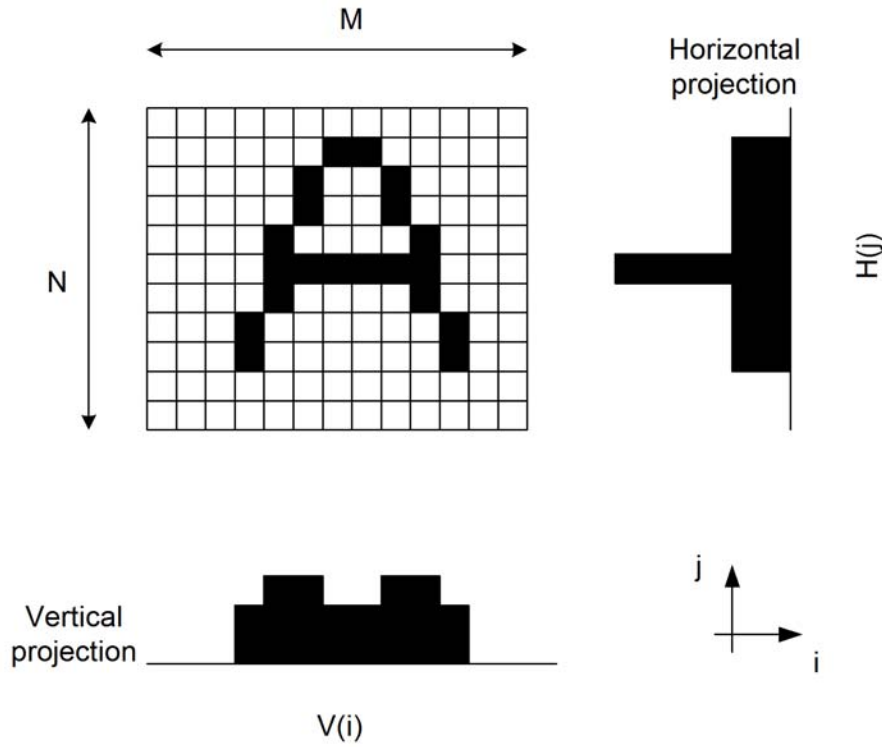 M
Horizontal
projection
N
H(j)
j
Vertical
projection
i
V(i)